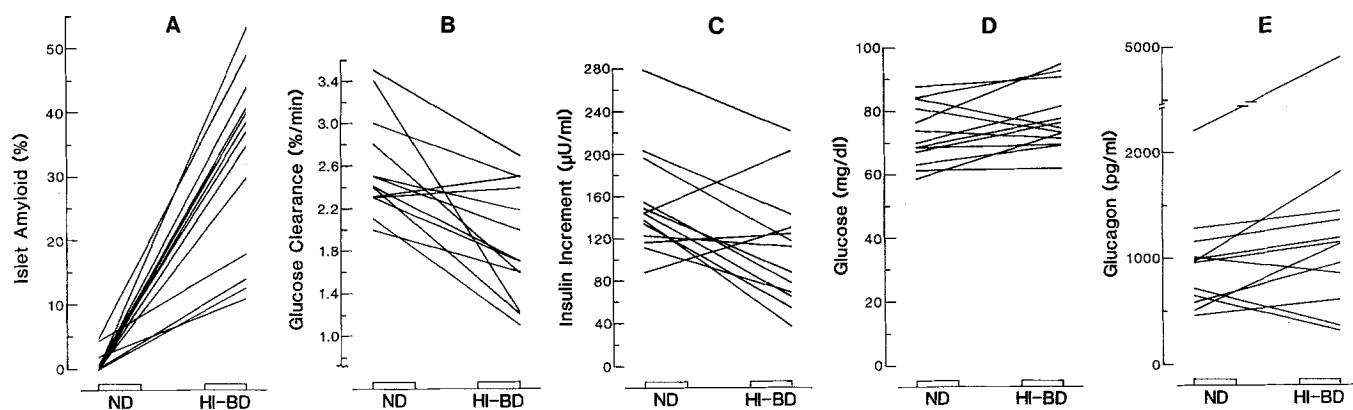 A
Islet Amyloid (%)
50
40
30
20
10
0
ND HI-BD
B
Glucose Clearance (%/min)
3.4
3.0
2.6
2.2
1.8
1.4
1.0
ND HI-BD
C
Insulin Increment (μU/ml)
280
240
200
160
120
80
40
0
ND HI-BD
D
Glucose (mg/dl)
100
80
60
40
20
0
ND HI-BD
E
Glucagon (pg/ml)
5000
2000
1000
0
ND HI-BD